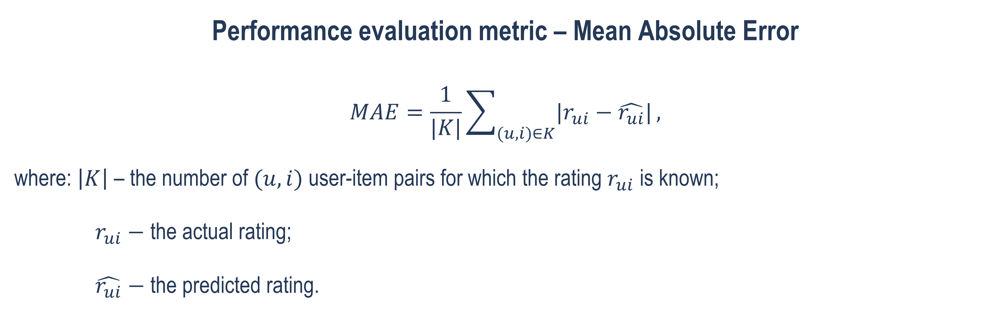 Performance evaluation metric – Mean Absolute Error
$MAE = \frac{1}{|K|} \sum_{(u,i) \in K} |r_{ui} - \widehat{r_{ui}}|$ ,
where: $|K|$ – the number of $(u, i)$ user-item pairs for which the rating $r_{ui}$ is known;
$r_{ui}$ − the actual rating;
$\widehat{r_{ui}}$ − the predicted rating.